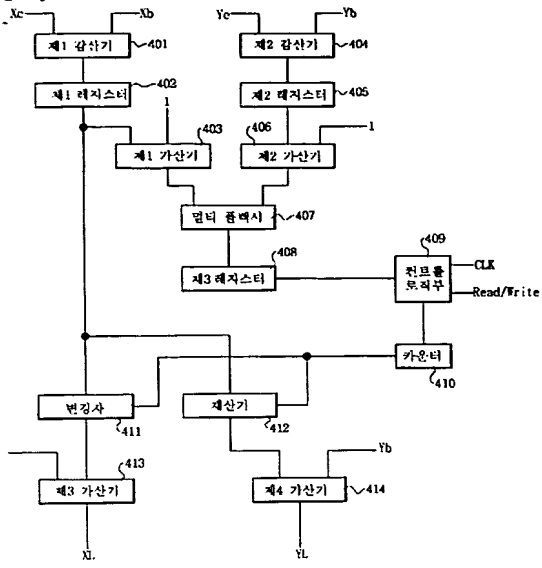 Xc Xb Yc Yb
제1 감산기 401 제2 감산기 404
제1 레지스터 402 제2 레지스터 405
1 403 406 1
제1 가산기 제2 가산기
멀티 플렉서 407
408 409
제3 레지스터 컨트롤 로직부 CLK
Read/Write
카운터
410
411 제산기
412
413 Yb
제3 가산기 제4 가산기 414
XL YL